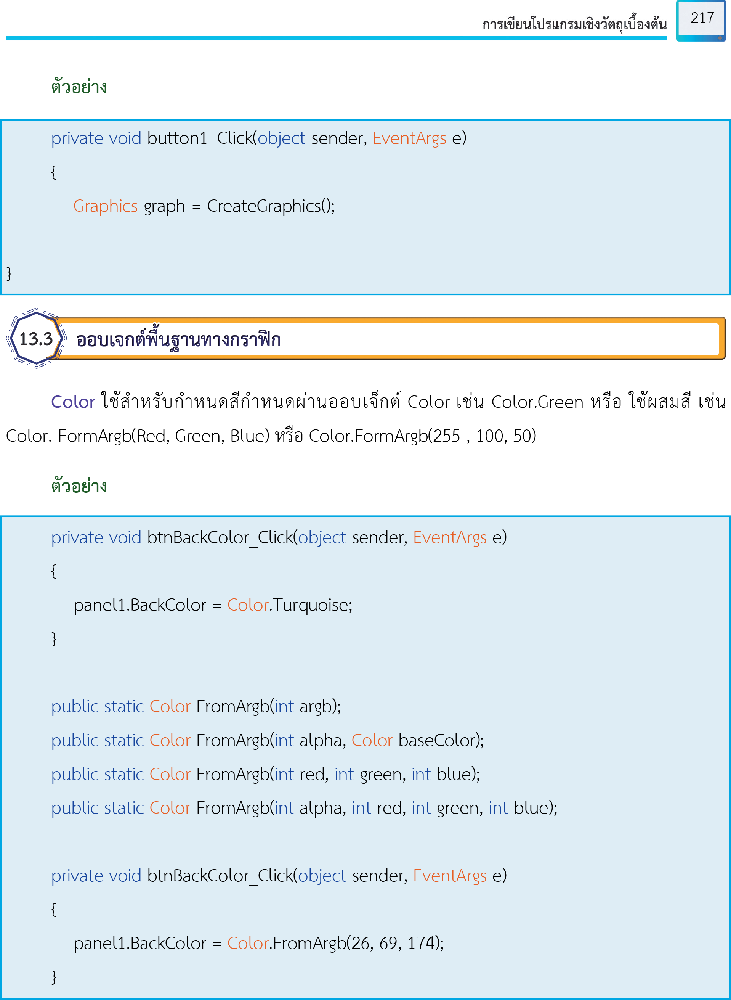 การเขียนโปรแกรมเชิงวัตถุเบื้องต้น 217
ตัวอย่าง
private void button1_Click(object sender, EventArgs e)
{
Graphics graph = CreateGraphics();
}
13.3 ออบเจกต์พื้นฐานทางกราฟิก
Color ใช้สำหรับกำหนดสีกำหนดผ่านออบเจ็กต์ Color เช่น Color.Green หรือ ใช้ผสมสี เช่น
Color. FormArgb(Red, Green, Blue) หรือ Color.FormArgb(255 , 100, 50)
ตัวอย่าง
private void btnBackColor_Click(object sender, EventArgs e)
{
panel1.BackColor = Color.Turquoise;
}
public static Color FromArgb(int argb);
public static Color FromArgb(int alpha, Color baseColor);
public static Color FromArgb(int red, int green, int blue);
public static Color FromArgb(int alpha, int red, int green, int blue);
private void btnBackColor_Click(object sender, EventArgs e)
{
panel1.BackColor = Color.FromArgb(26, 69, 174);
}